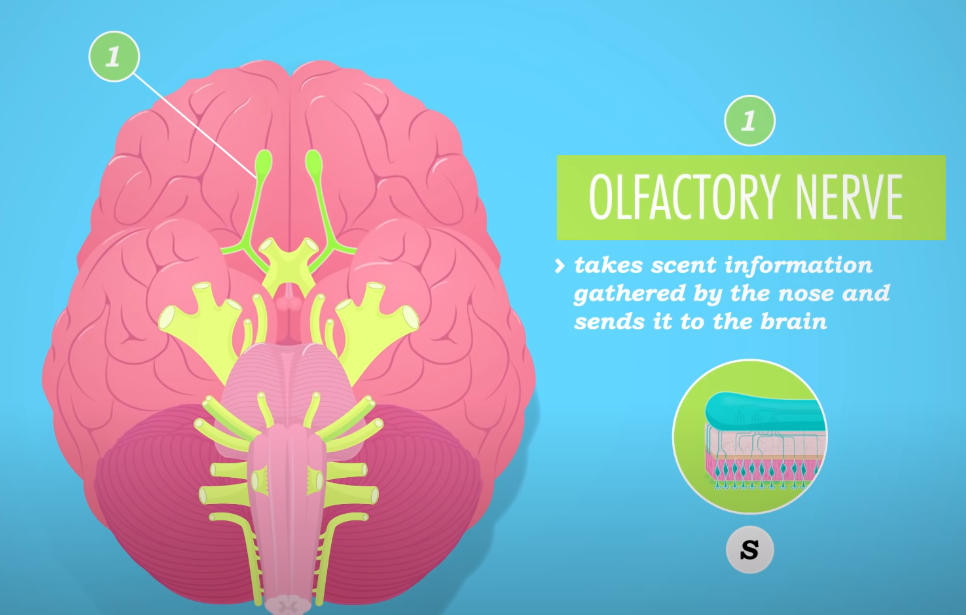 1
1
OLFACTORY NERVE
› takes scent information
gathered by the nose and
sends it to the brain
S